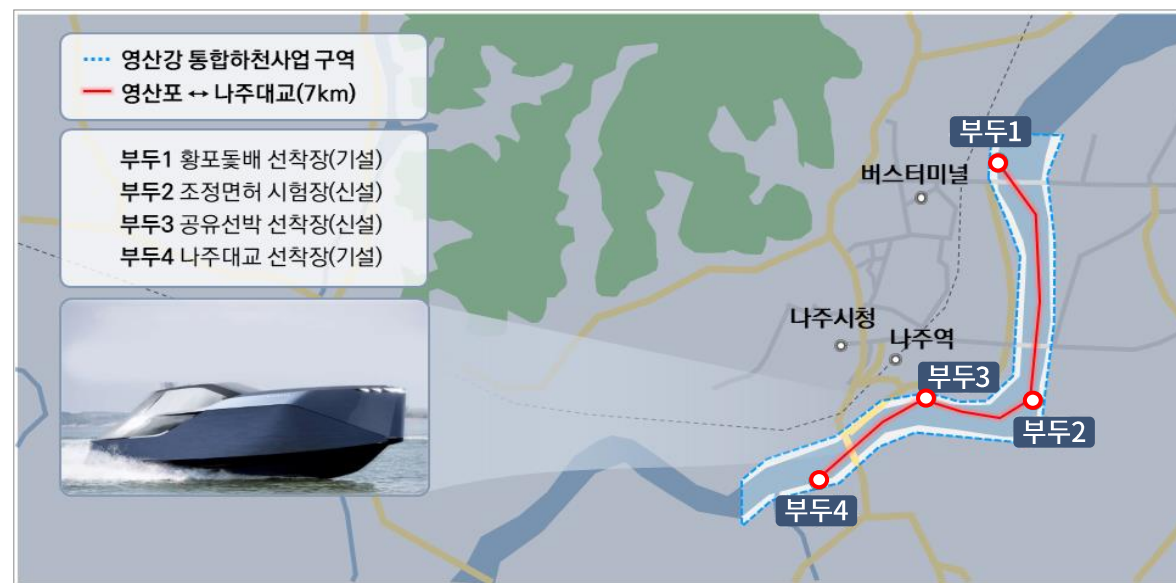 영산강 통합하천사업 구역
영산포 ↔ 나주대교(7km)
부두1 황포돛배 선착장(기설)
부두2 조정면허 시험장(신설)
부두3 공유선박 선착장(신설)
부두4 나주대교 선착장(기설)
부두1
버스터미널
나주시청
나주역
부두3
부두2
부두4